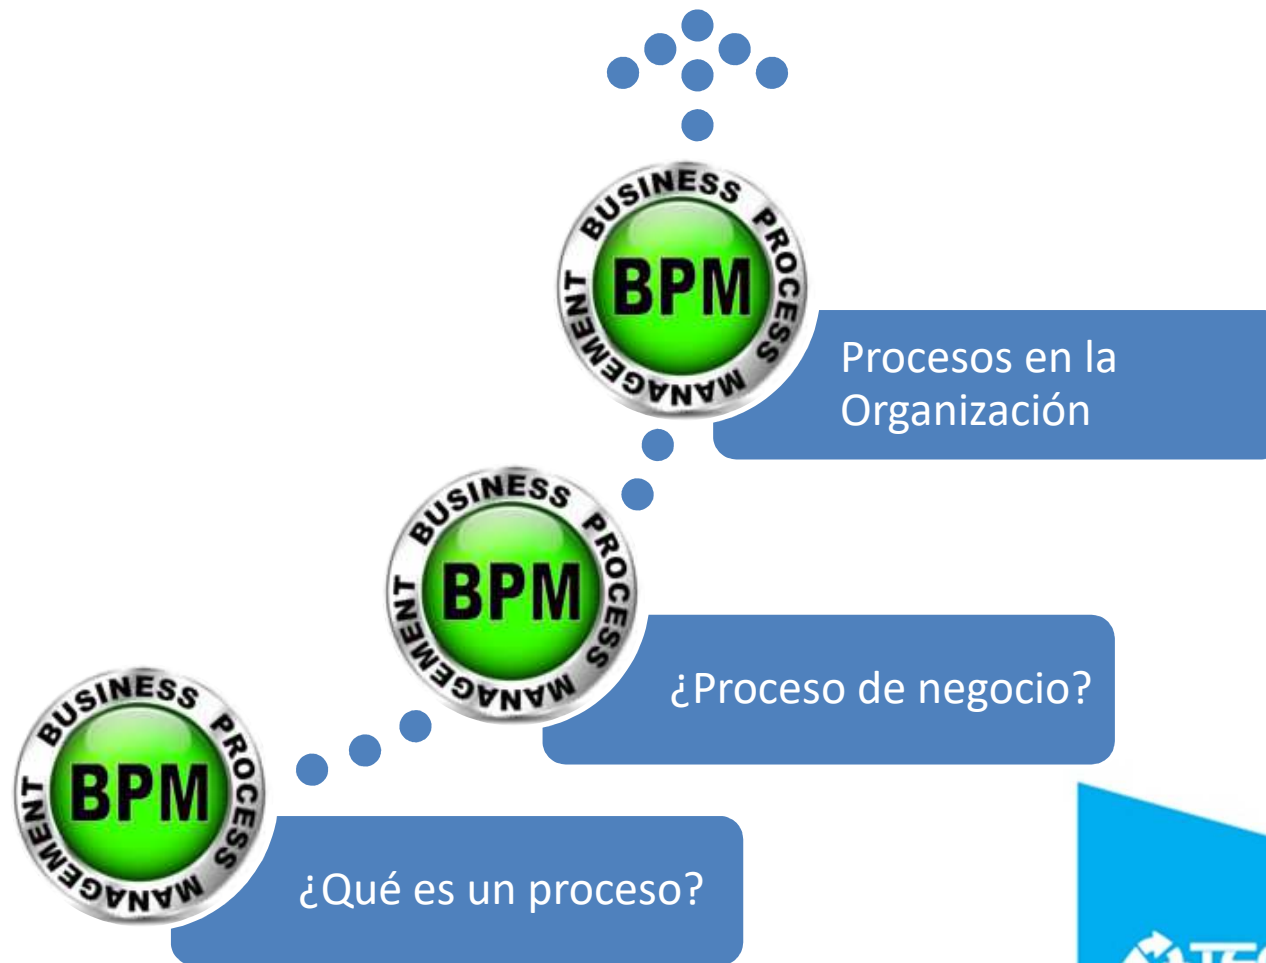 BUSINESS PROCESS MANAGEMENT
BPM
Procesos en la
Organización
BUSINESS PROCESS MANAGEMENT
BPM
¿Proceso de negocio?
BUSINESS PROCESS MANAGEMENT
BPM
¿Qué es un proceso?